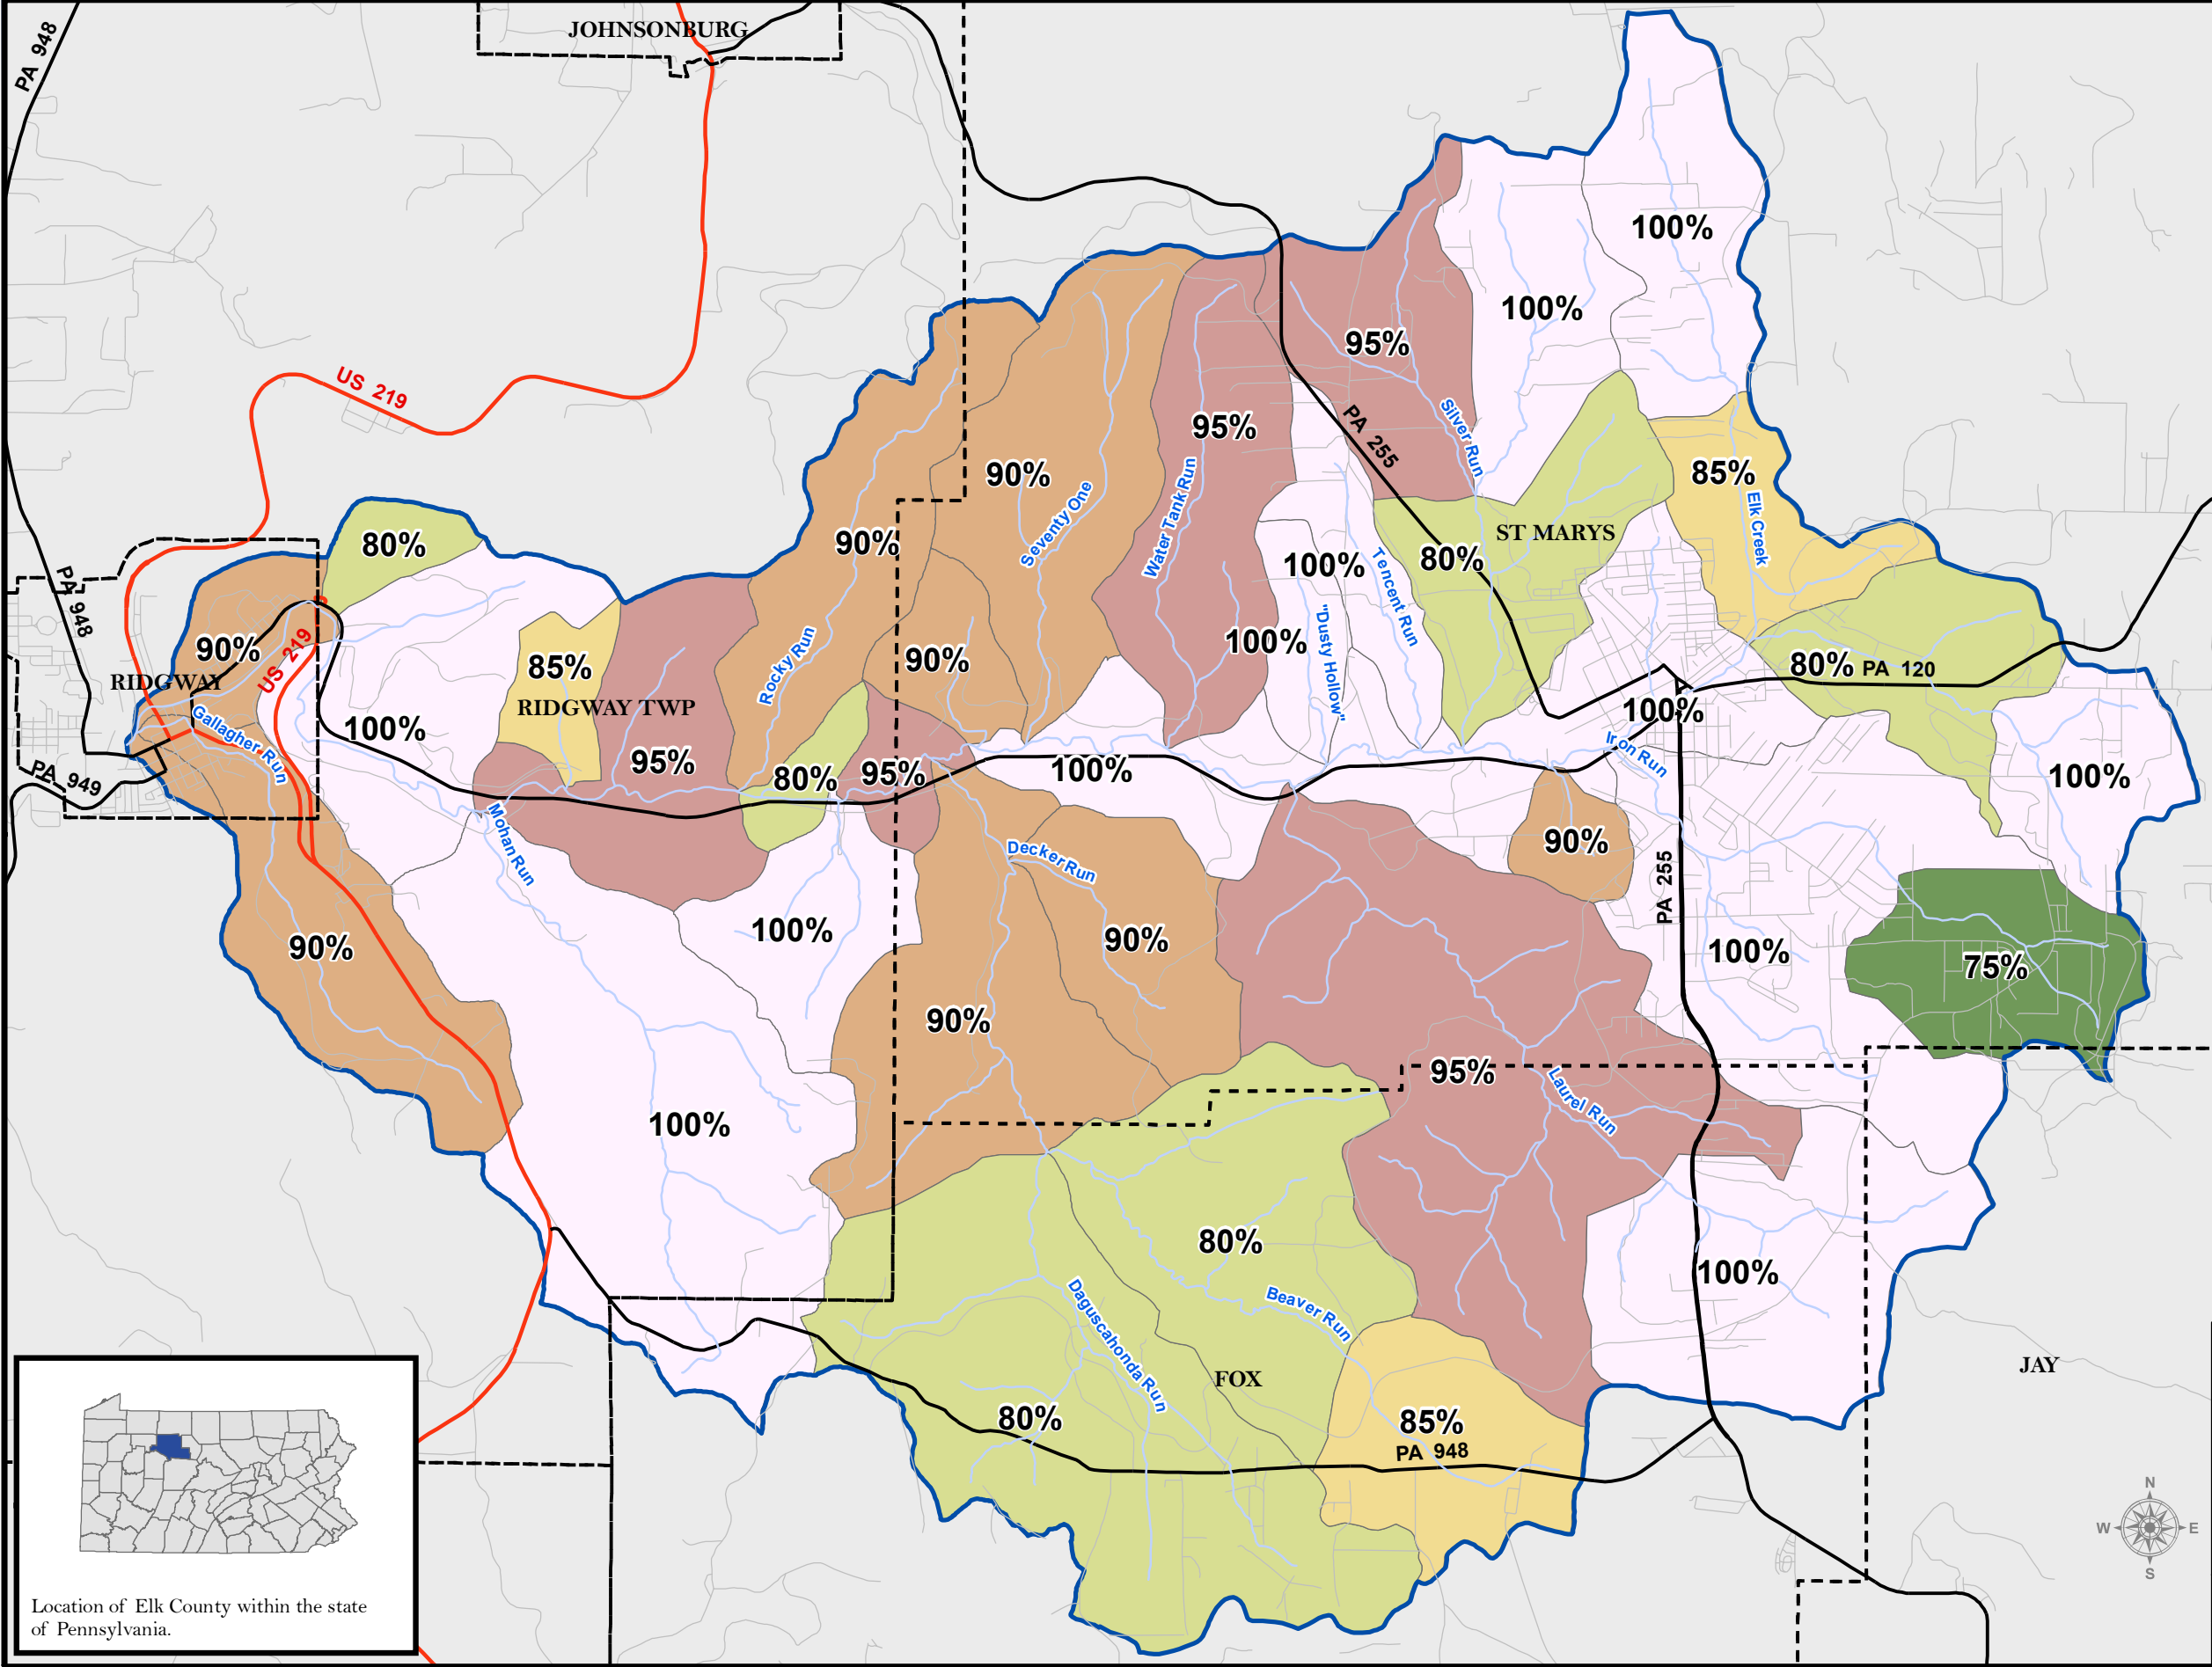 JOHNSONBURG
PA 948
100%
100%
95%
US 219
95%
PA 255
Silver Run
90%
85%
Seventy One
Water Tank Run
Elk Creek
ST MARYS
80%
90%
100%
80%
Tencent Run
PA 948
90%
100%
"Dusty Hollow"
US 219
Rocky Run
85%
90%
80%
PA 120
RIDGWAY
RIDGWAY TWP
100%
Gallagher Run
100%
Iron Run
95%
80%
95%
100%
100%
PA 949
Mohan Run
Decker Run
90%
PA 255
100%
90%
90%
100%
75%
90%
95%
Laurel Run
100%
80%
100%
Daguscahonda Run
Beaver Run
FOX
JAY
80%
85%
PA 948
N
W
E
S
Location of Elk County within the state
of Pennsylvania.